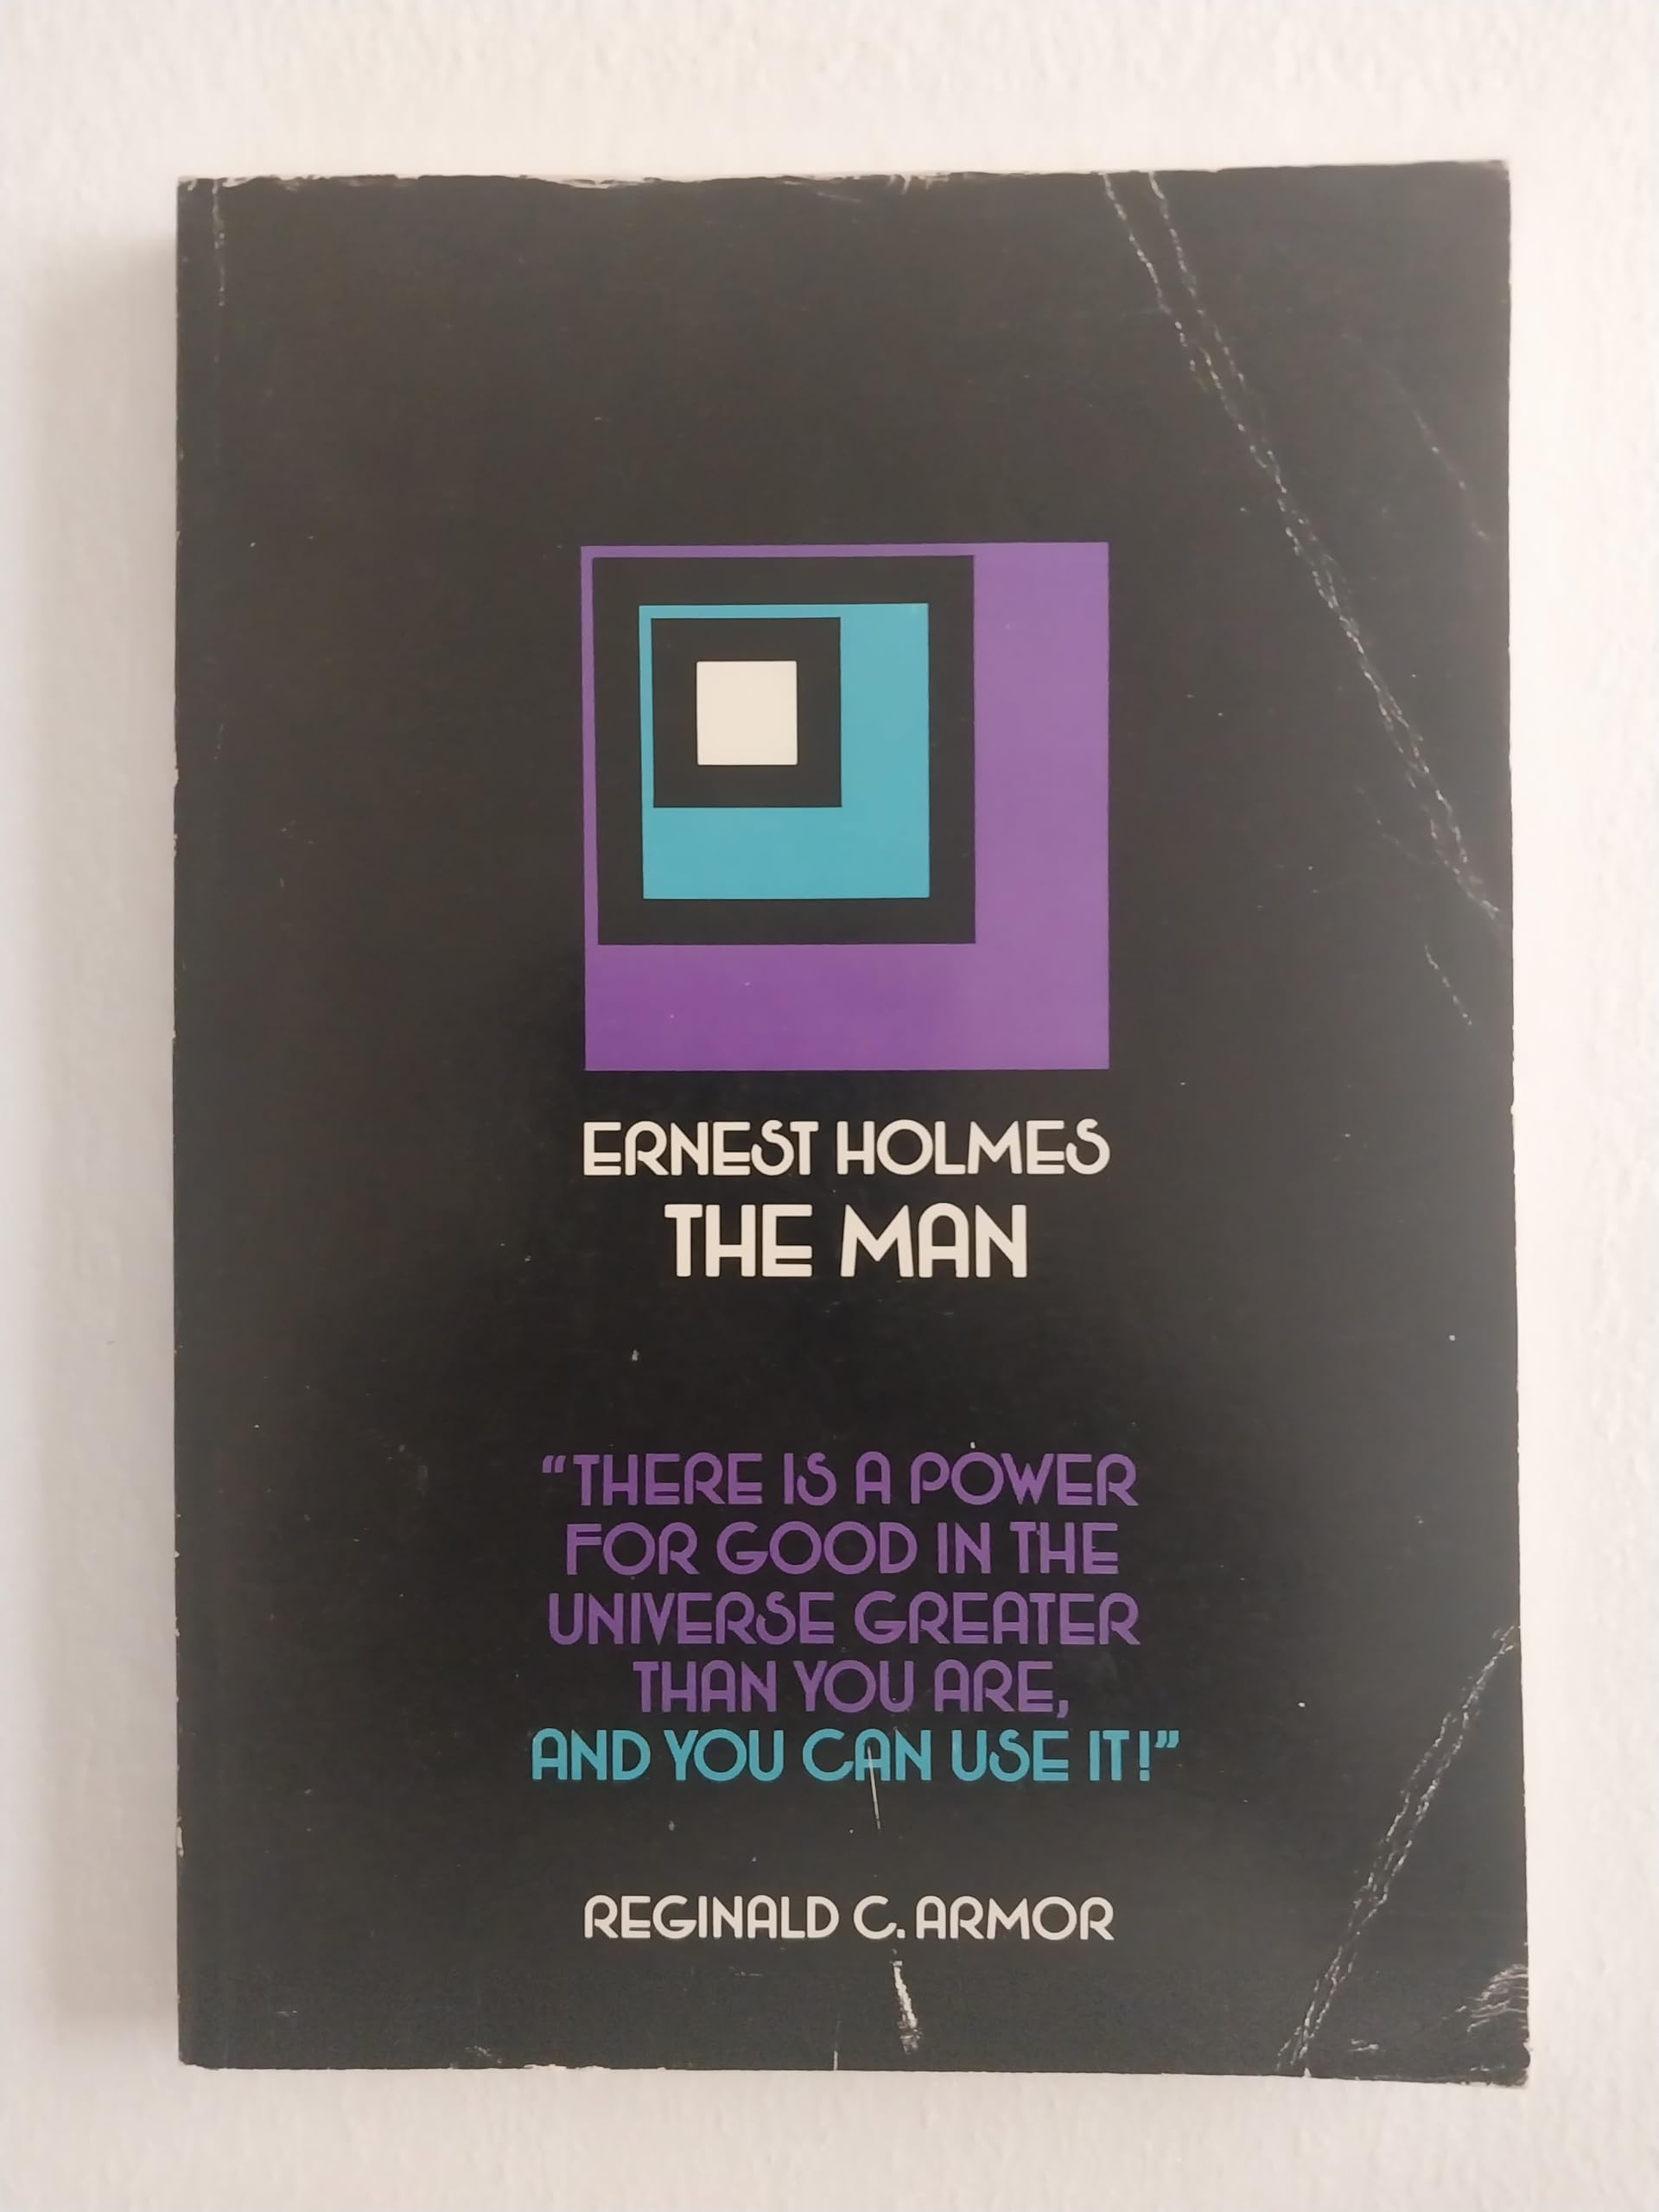 ERNEST HOLMES
THE MAN
“THERE IS A POWER
FOR GOOD IN THE
UNIVERSE GREATER
THAN YOU ARE,
AND YOU CAN USE IT!”
REGINALD C. ARMOR